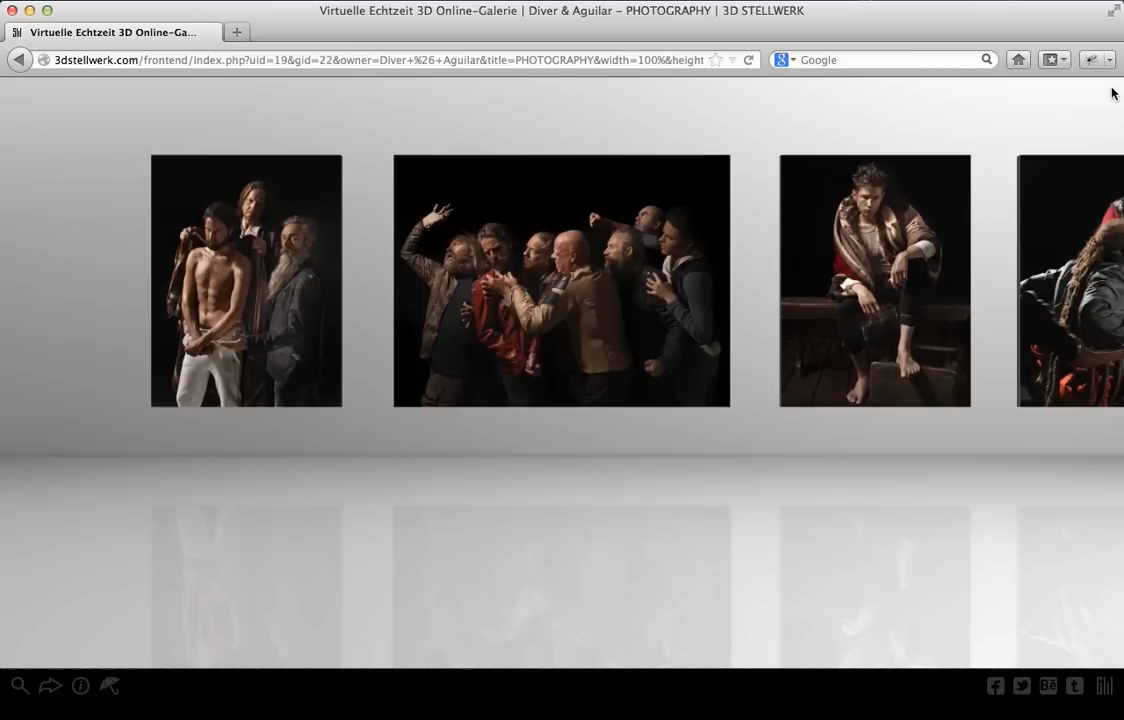 Virtuelle Echtzeit 3D Online-Galerie | Diver & Aguilar – PHOTOGRAPHY | 3D STELLWERK
Virtuelle Echtzeit 3D Online-Ga...
3dstellwerk.com/frontend/index.php?uid=19&gid=22&owner=Diver+%26+Aguilar&title=PHOTOGRAPHY&width=100%&height
Google